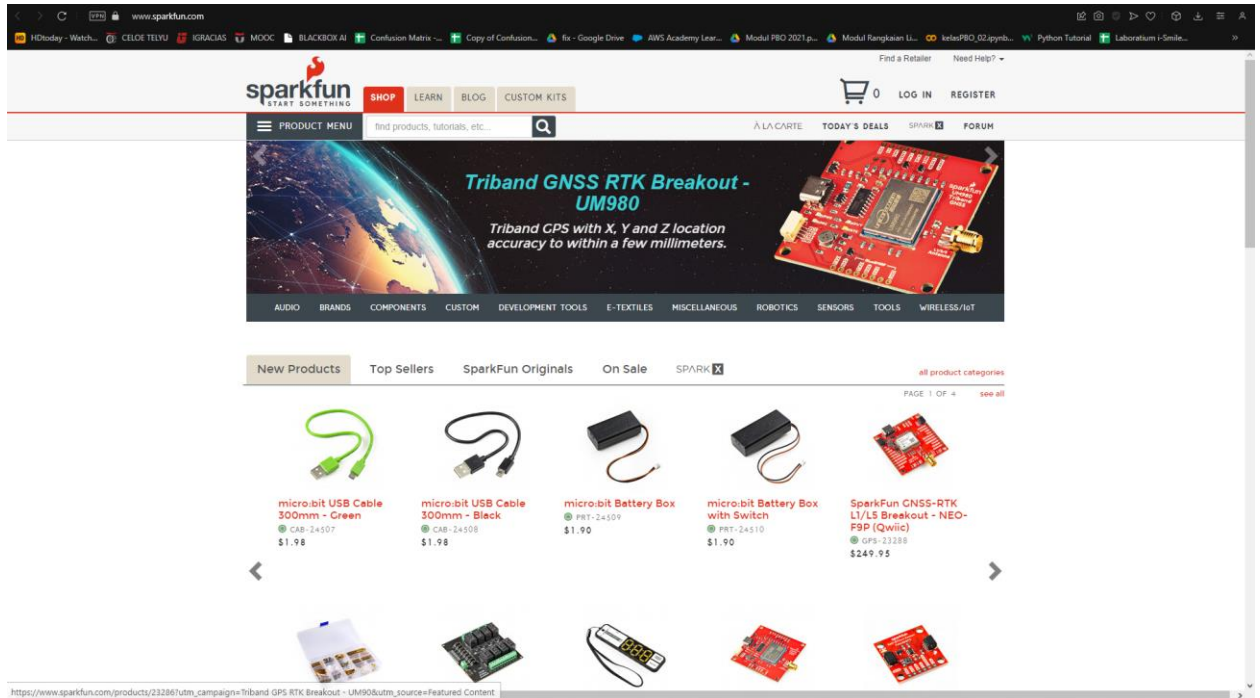 VPN www.sparkfun.com
HDtoday - Watch... CELOE TELYU IGRACIAS MOOC BLACKBOX AI Confusion Matrix -... Copy of Confusion... fix - Google Drive AWS Academy Lear... Modul PBO 2021.p... Modul Rangkaian Li... kelasPBO_02.ipynb... Python Tutorial Laboratium i-Smile...
Find a Retailer Need Help?
sparkfun
START SOMETHING
SHOP LEARN BLOG CUSTOM KITS
0 LOG IN REGISTER
PRODUCT MENU find products, tutorials, etc... À LA CARTE TODAY'S DEALS SPARK X FORUM
Triband GNSS RTK Breakout -
UM980
Triband GPS with X, Y and Z location
accuracy to within a few millimeters.
sparkfun
UM980
Triband
GNSS
AUDIO BRANDS COMPONENTS CUSTOM DEVELOPMENT TOOLS E-TEXTILES MISCELLANEOUS ROBOTICS SENSORS TOOLS WIRELESS/IoT
New Products Top Sellers SparkFun Originals On Sale SPARK X
all product categories
PAGE 1 OF 4 see all
micro:bit USB Cable
300mm - Green
CAB-24507
$1.98
micro:bit USB Cable
300mm - Black
CAB-24508
$1.98
micro:bit Battery Box
PRT-24509
$1.90
micro:bit Battery Box
with Switch
PRT-24510
$1.90
SparkFun GNSS-RTK
L1/L5 Breakout - NEO-
F9P (Qwiic)
GPS-23288
$249.95
https://www.sparkfun.com/products/23286?utm_campaign=Triband GPS RTK Breakout - UM90&utm_source=Featured Content